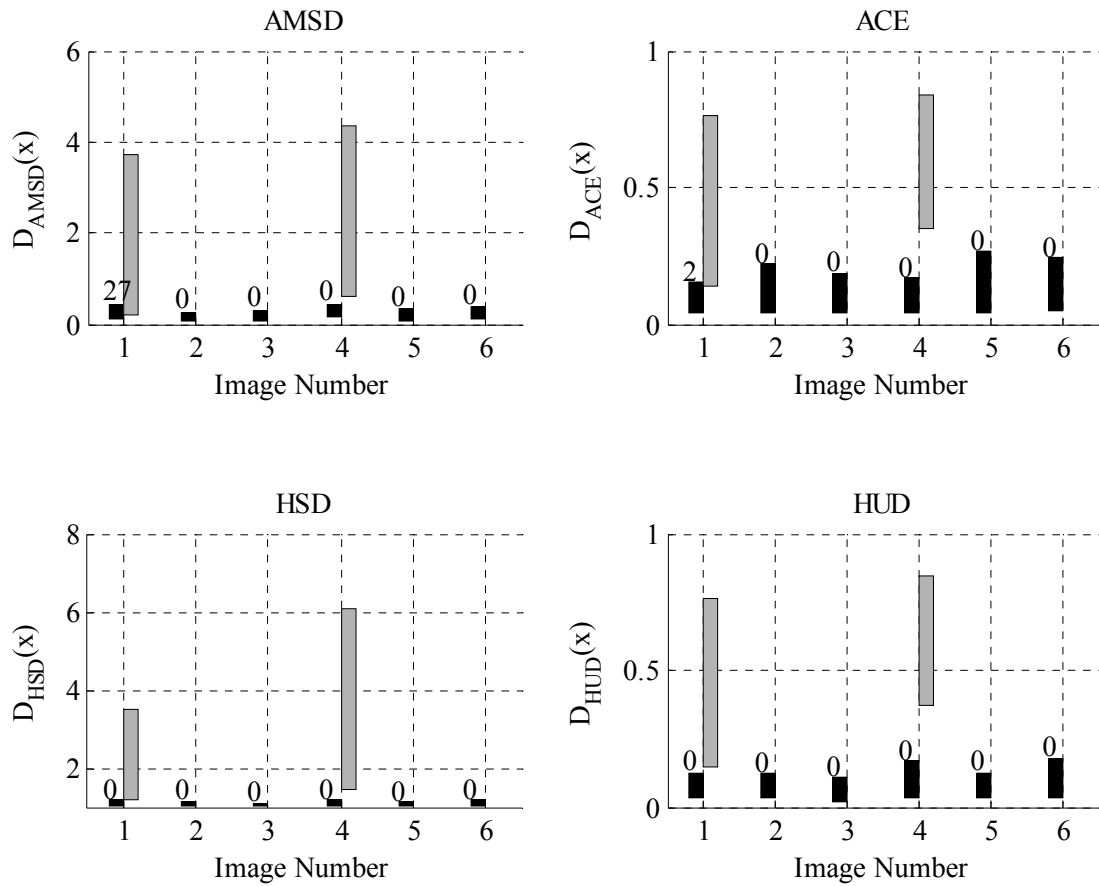 AMSD
6
4
2
0
D_AMSD(x)
27 0 0 0 0 0
1 2 3 4 5 6
Image Number
ACE
1
0.5
0
D_ACE(x)
2 0 0 0 0 0
1 2 3 4 5 6
Image Number
HSD
8
6
4
2
D_HSD(x)
0 0 0 0 0 0
1 2 3 4 5 6
Image Number
HUD
1
0.5
0
D_HUD(x)
0 0 0 0 0 0
1 2 3 4 5 6
Image Number